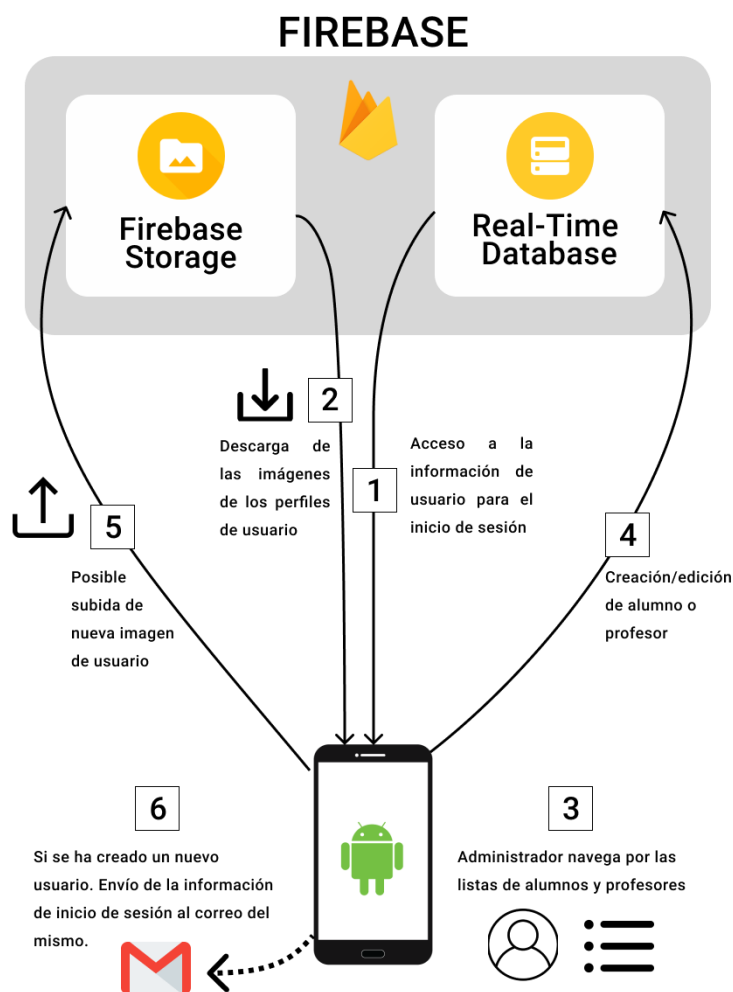 FIREBASE
Firebase
Storage
Real-Time
Database
2
Descarga de
las imágenes
de los perfiles
de usuario
1
Acceso a la
información de
usuario para el
inicio de sesión
5
Posible
subida de
nueva imagen
de usuario
4
Creación/edición
de alumno o
profesor
6
Si se ha creado un nuevo
usuario. Envío de la información
de inicio de sesión al correo del
mismo.
3
Administrador navega por las
listas de alumnos y profesores